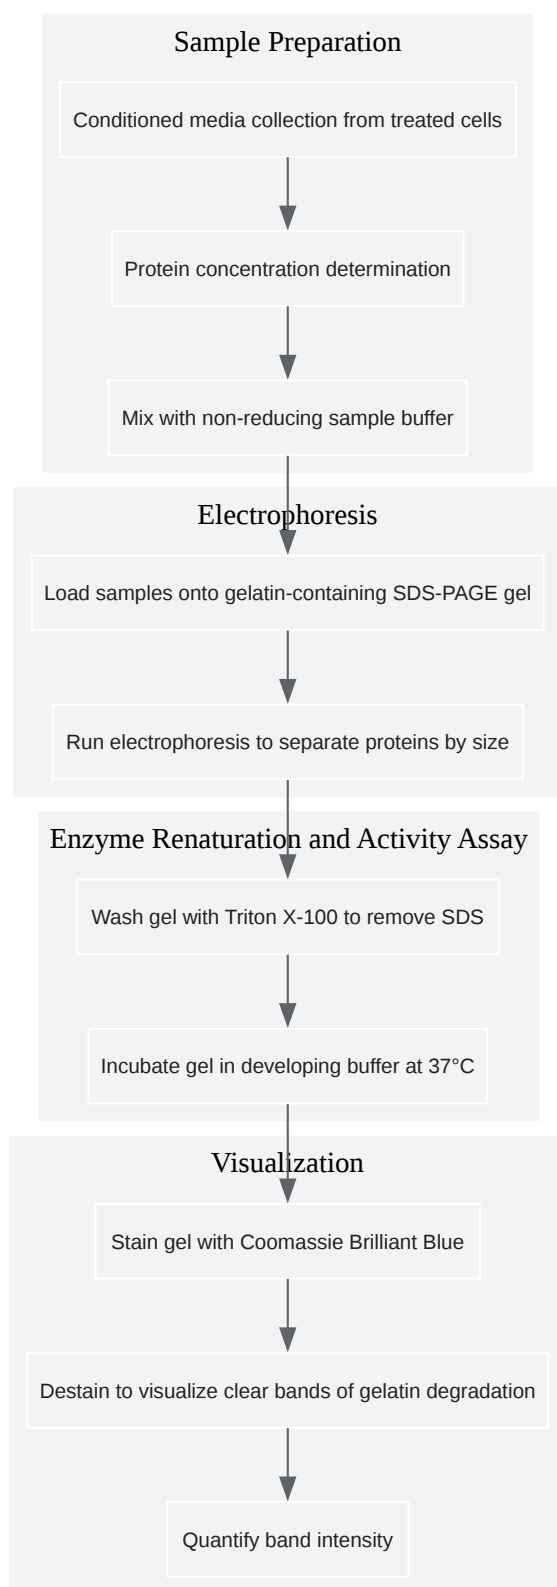 Sample Preparation
Conditioned media collection from treated cells
Protein concentration determination
Mix with non-reducing sample buffer
Electrophoresis
Load samples onto gelatin-containing SDS-PAGE gel
Run electrophoresis to separate proteins by size
Enzyme Renaturation and Activity Assay
Wash gel with Triton X-100 to remove SDS
Incubate gel in developing buffer at 37°C
Visualization
Stain gel with Coomassie Brilliant Blue
Destain to visualize clear bands of gelatin degradation
Quantify band intensity